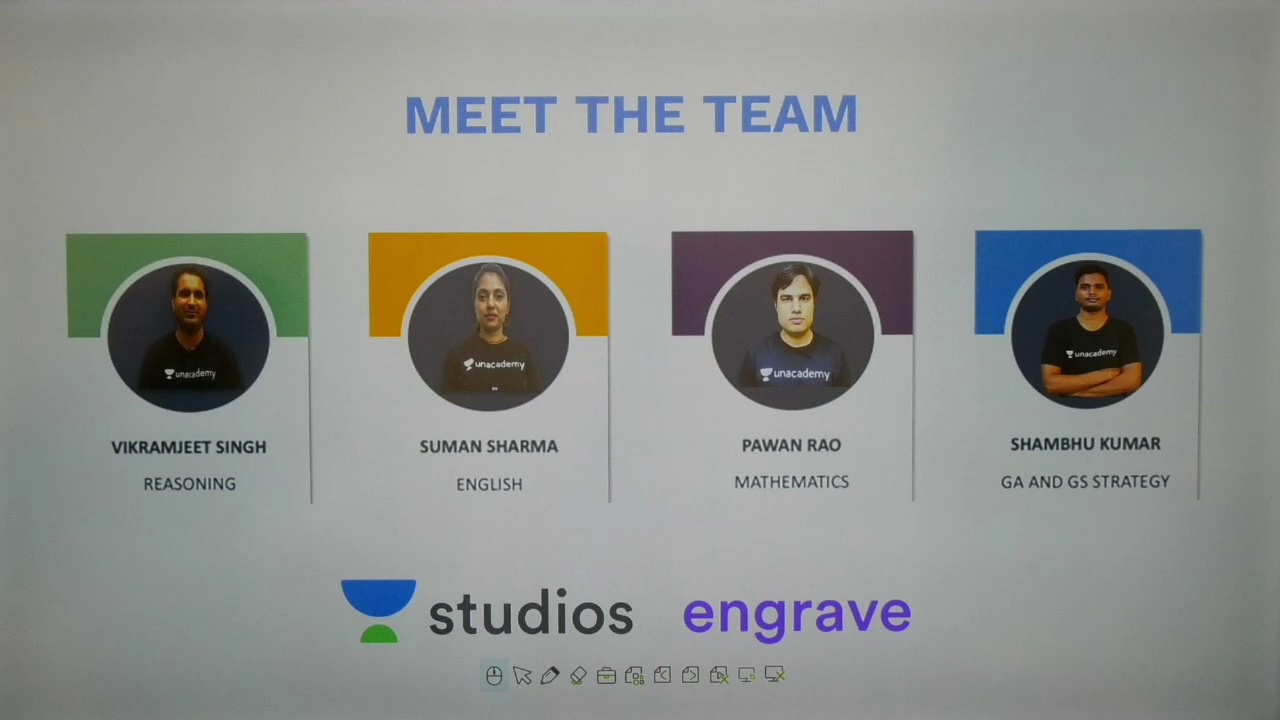 MEET THE TEAM
unacademy
unacademy
unacademy
unacademy
VIKRAMJEET SINGH
SUMAN SHARMA
PAWAN RAO
SHAMBHU KUMAR
REASONING
ENGLISH
MATHEMATICS
GA AND GS STRATEGY
studios
engrave